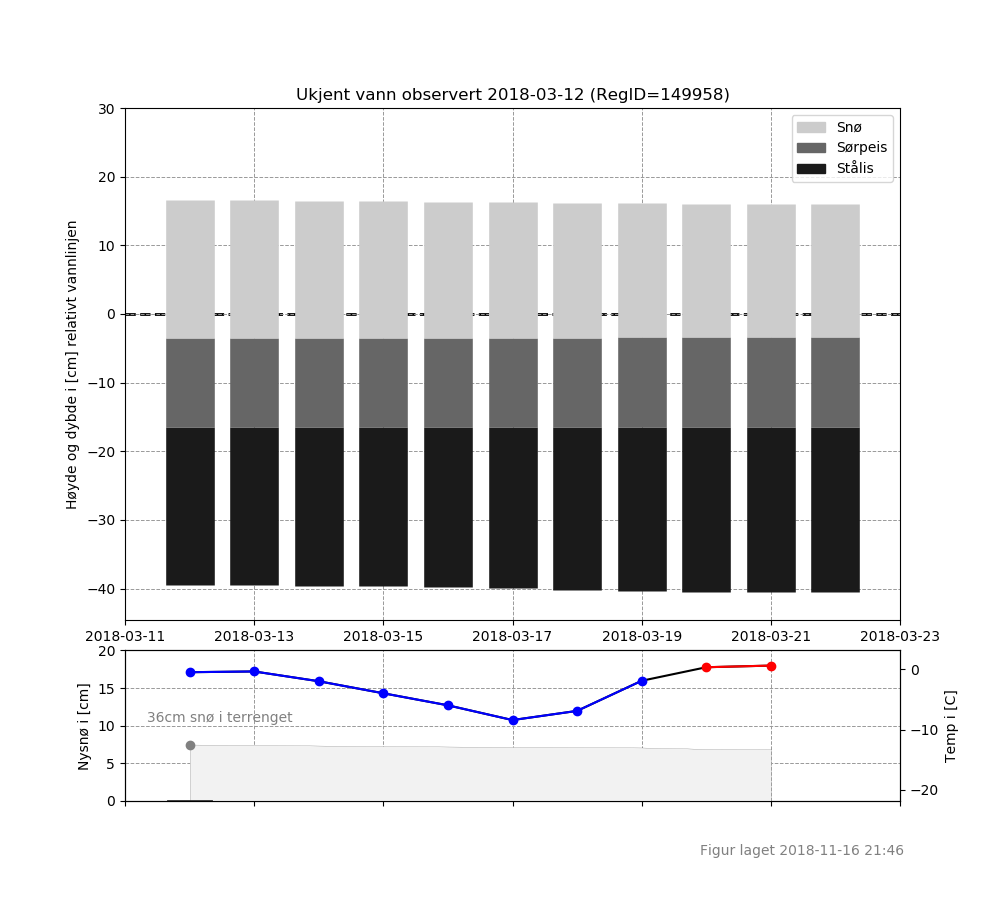 Ukjent vann observert 2018-03-12 (RegID=149958)
Høyde og dybde i [cm] relativt vannlinjen
30
20
10
0
−10
−20
−30
−40
Snø
Sørpeis
Stålis
2018-03-11 2018-03-13 2018-03-15 2018-03-17 2018-03-19 2018-03-21 2018-03-23
Nysnø i [cm]
20
15
10
5
0
36cm snø i terrenget
0
−10
−20
Temp i [C]
Figur laget 2018-11-16 21:46